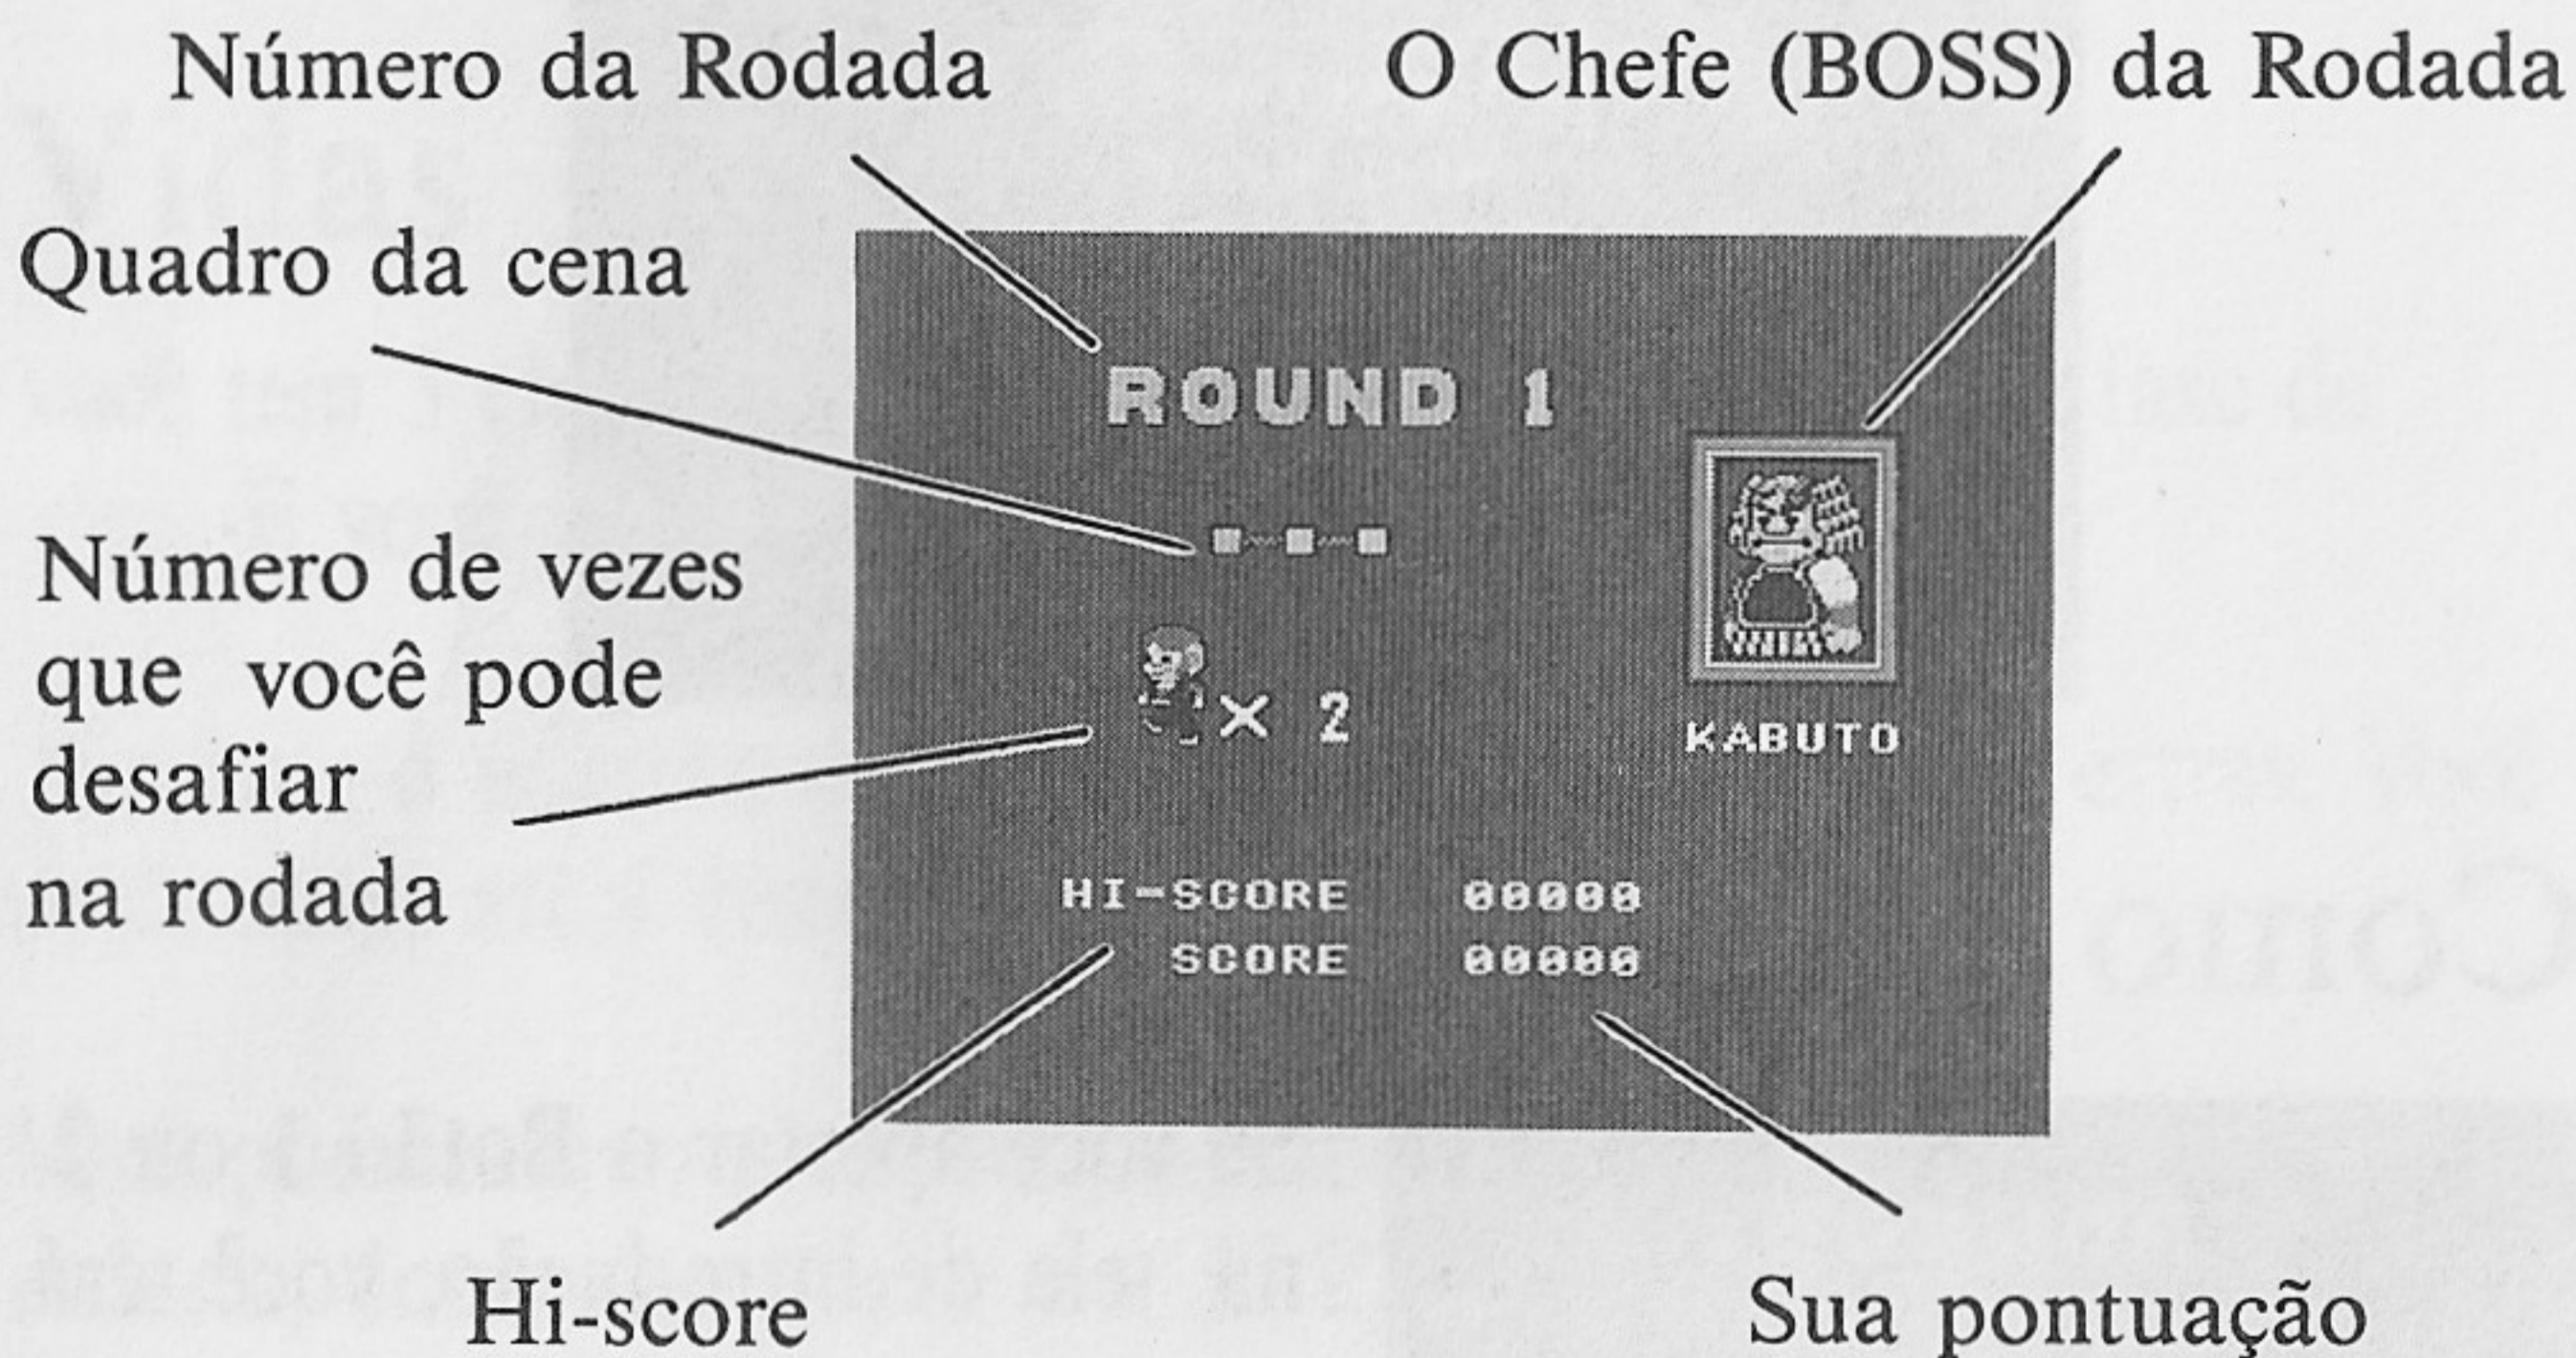 Número da Rodada
O Chefe (BOSS) da Rodada
Quadro da cena
ROUND 1
Número de vezes
que você pode
desafiar
na rodada
× 2
KABUTO
HI-SCORE 00000
SCORE 00000
Hi-score
Sua pontuação